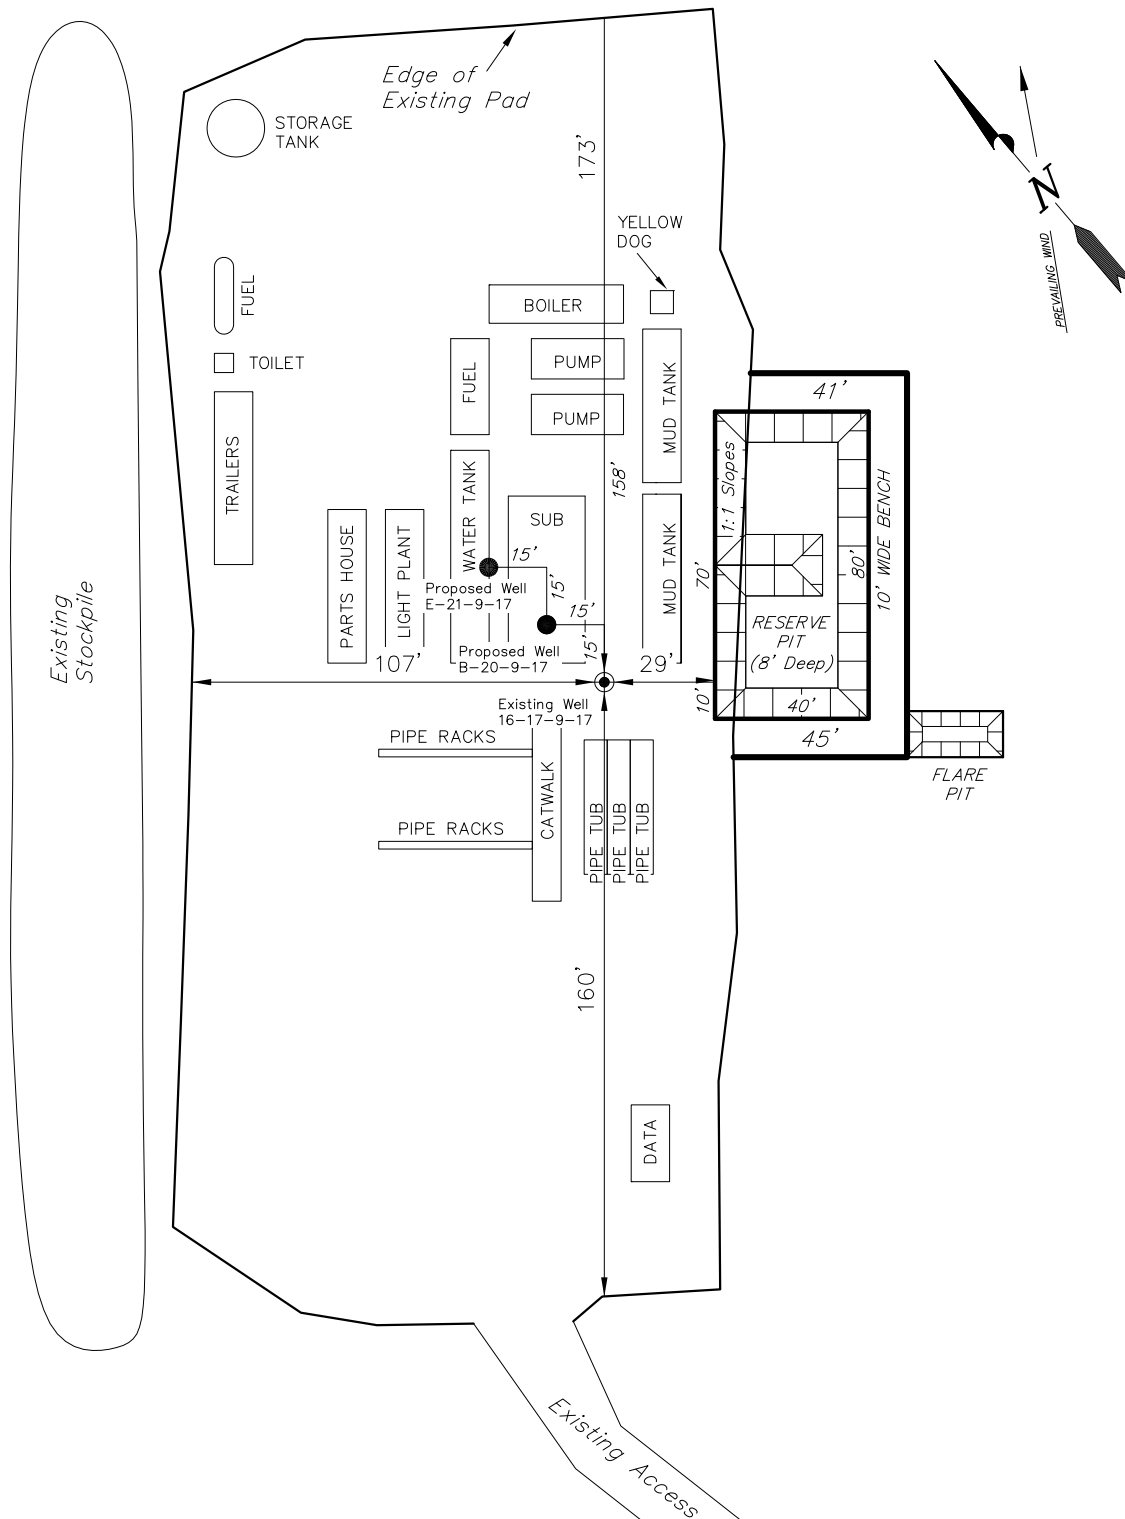 Edge of
Existing Pad
STORAGE
TANK
173'
N
PREVAILING WIND
YELLOW
DOG
FUEL
BOILER
TOILET
FUEL
PUMP
PUMP
MUD TANK
41'
TRAILERS
WATER TANK
158'
1:1 Slopes
10' WIDE BENCH
SUB
PARTS HOUSE
LIGHT PLANT
MUD TANK
15'
15'
70'
80'
Proposed Well
E-21-9-17
15'
15'
Proposed Well
B-20-9-17
RESERVE
PIT
(8' Deep)
Existing
Stockpile
107'
29'
10'
40'
Existing Well
16-17-9-17
45'
PIPE RACKS
CATWALK
FLARE
PIT
PIPE RACKS
PIPE TUB
PIPE TUB
PIPE TUB
160'
DATA
Existing Access